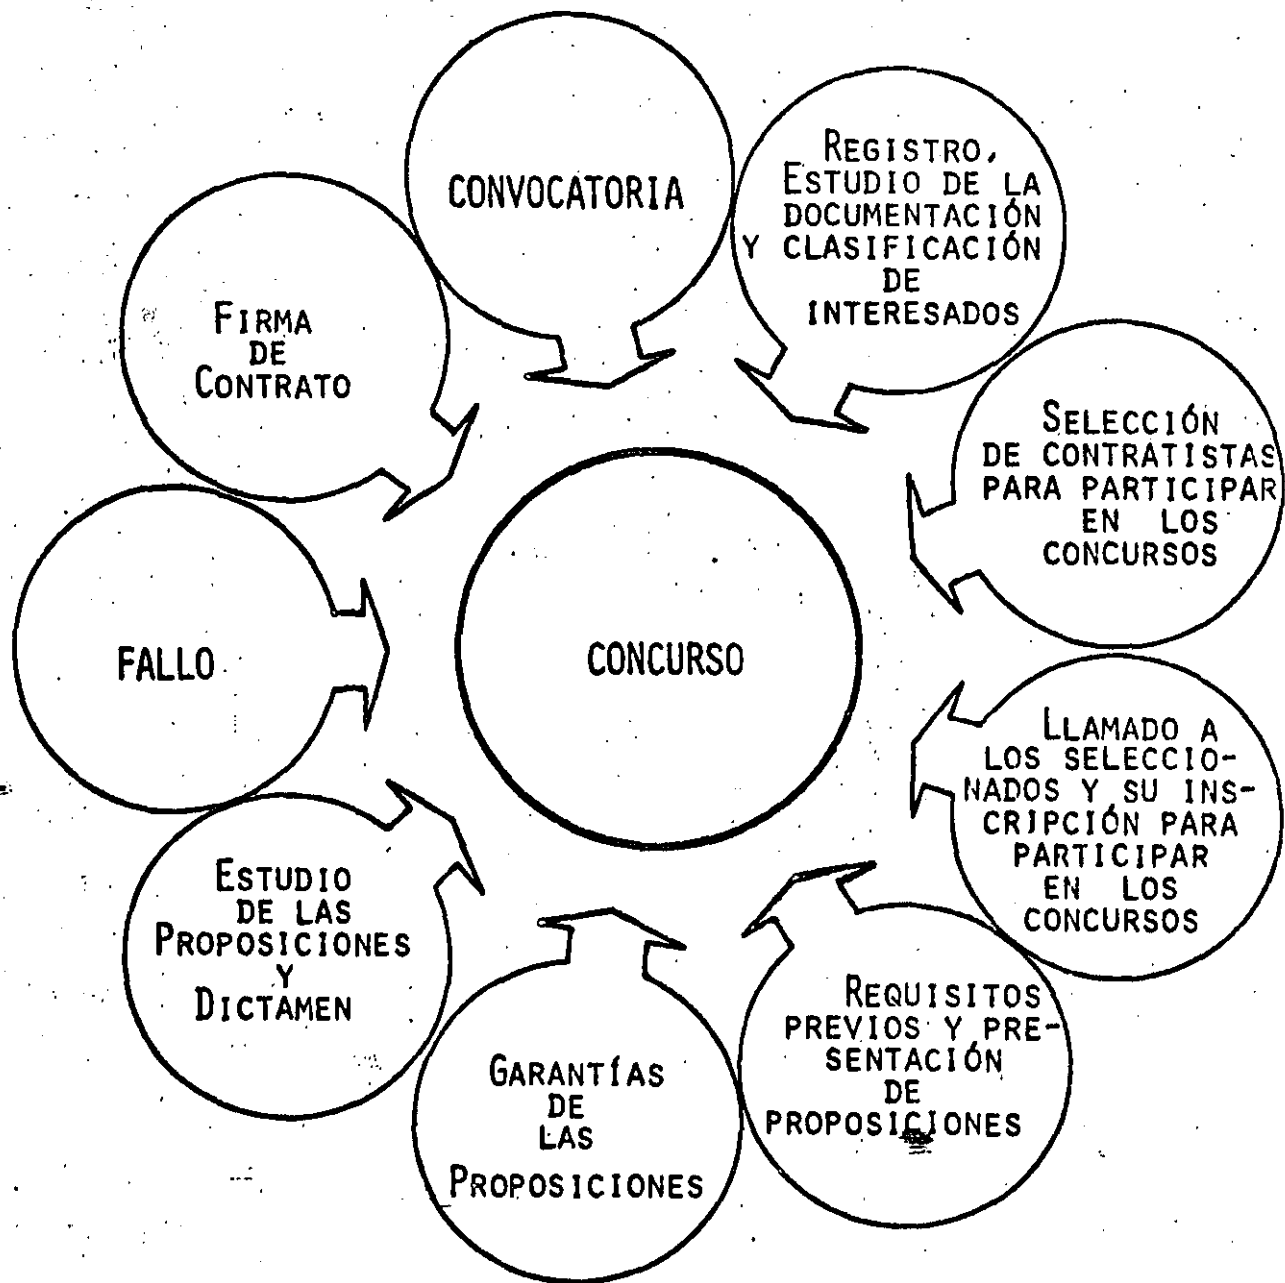 CONVOCATORIA
REGISTRO,
ESTUDIO DE LA
DOCUMENTACIÓN
Y CLASIFICACIÓN
DE
INTERESADOS
SELECCIÓN
DE CONTRATISTAS
PARA PARTICIPAR
EN LOS
CONCURSOS
LLAMADO A
LOS SELECCIO-
NADOS Y SU INS-
CRIPCIÓN PARA
PARTICIPAR
EN LOS
CONCURSOS
REQUISITOS
PREVIOS Y PRE-
SENTACIÓN
DE
PROPOSICIONES
GARANTÍAS
DE
LAS
PROPOSICIONES
ESTUDIO
DE LAS
PROPOSICIONES
Y
DICTAMEN
FALLO
FIRMA
DE
CONTRATO
CONCURSO